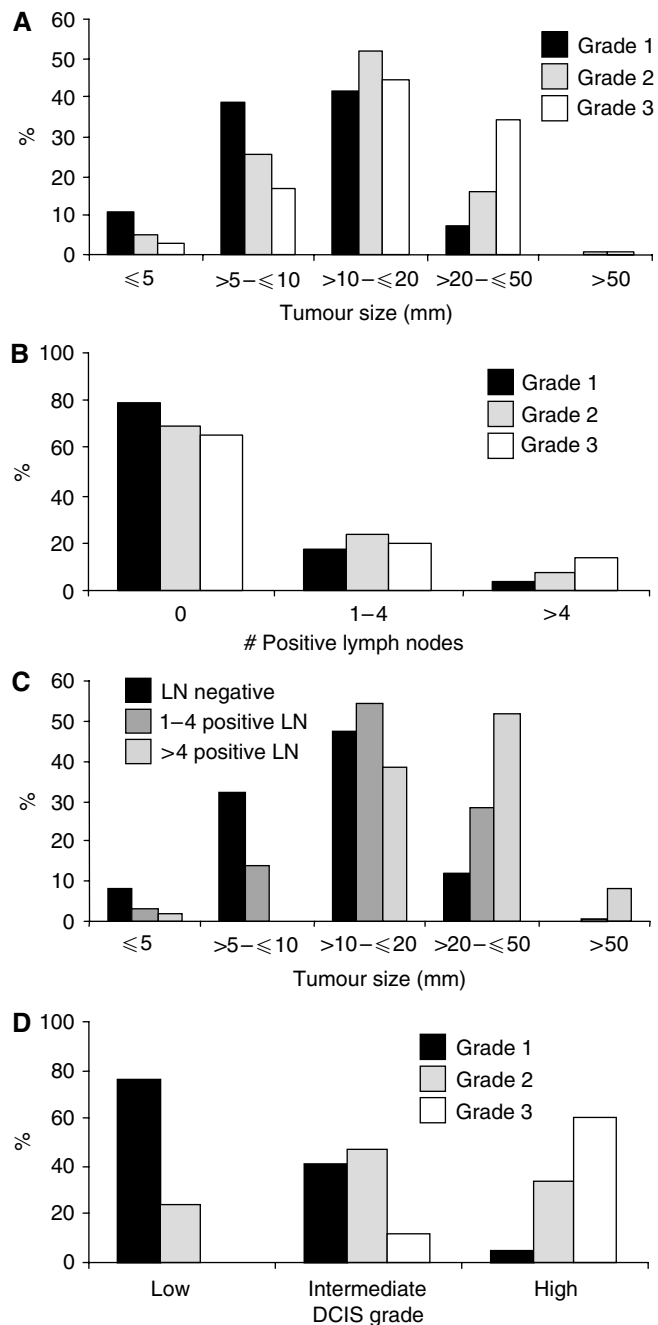 A
60
50
40
30
20
10
0
%
Grade 1
Grade 2
Grade 3
⩽5 >5–⩽10 >10–⩽20 >20–⩽50 >50
Tumour size (mm)
B
100
80
60
40
20
0
%
Grade 1
Grade 2
Grade 3
0 1–4 >4
# Positive lymph nodes
C
60
50
40
30
20
10
0
%
LN negative
1–4 positive LN
>4 positive LN
⩽5 >5–⩽10 >10–⩽20 >20–⩽50 >50
Tumour size (mm)
D
100
80
60
40
20
0
%
Grade 1
Grade 2
Grade 3
Low Intermediate High
DCIS grade